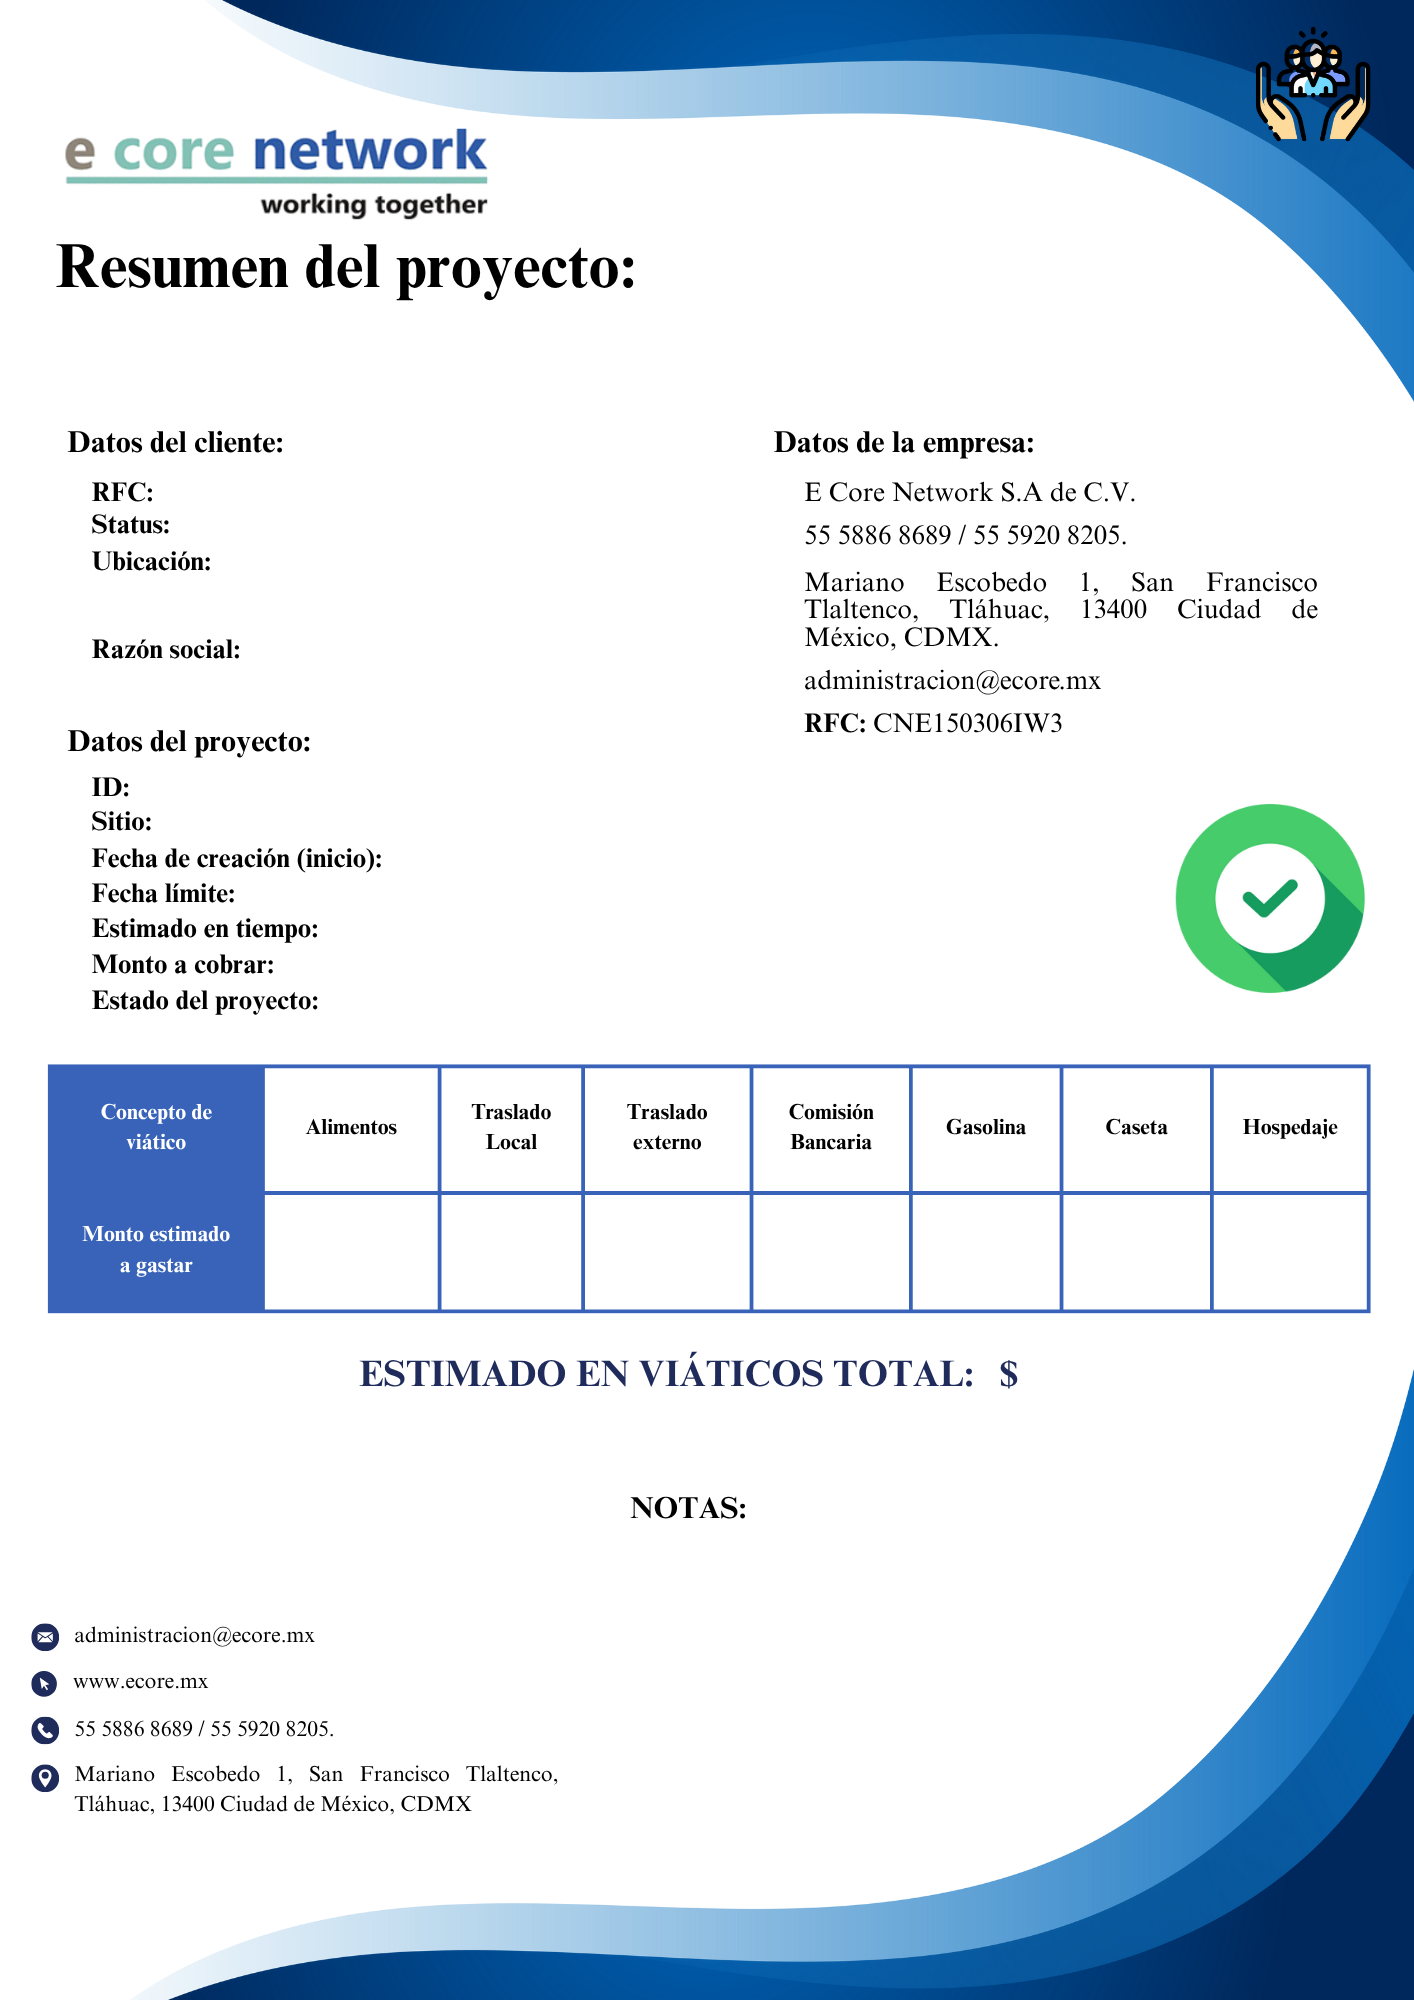 e core network
working together
Resumen del proyecto:
Datos del cliente:
RFC:
Status:
Ubicación:
Razón social:
Datos de la empresa:
E Core Network S.A de C.V.
55 5886 8689 / 55 5920 8205.
Mariano Escobedo 1, San Francisco
Tlaltenco, Tláhuac, 13400 Ciudad de
México, CDMX.
administracion@ecore.mx
RFC: CNE150306IW3
Datos del proyecto:
ID:
Sitio:
Fecha de creación (inicio):
Fecha límite:
Estimado en tiempo:
Monto a cobrar:
Estado del proyecto:
Concepto de
viático
Alimentos
Traslado
Local
Traslado
externo
Comisión
Bancaria
Gasolina
Caseta
Hospedaje
Monto estimado
a gastar
ESTIMADO EN VIÁTICOS TOTAL: $
NOTAS:
administracion@ecore.mx
www.ecore.mx
55 5886 8689 / 55 5920 8205.
Mariano Escobedo 1, San Francisco Tlaltenco,
Tláhuac, 13400 Ciudad de México, CDMX